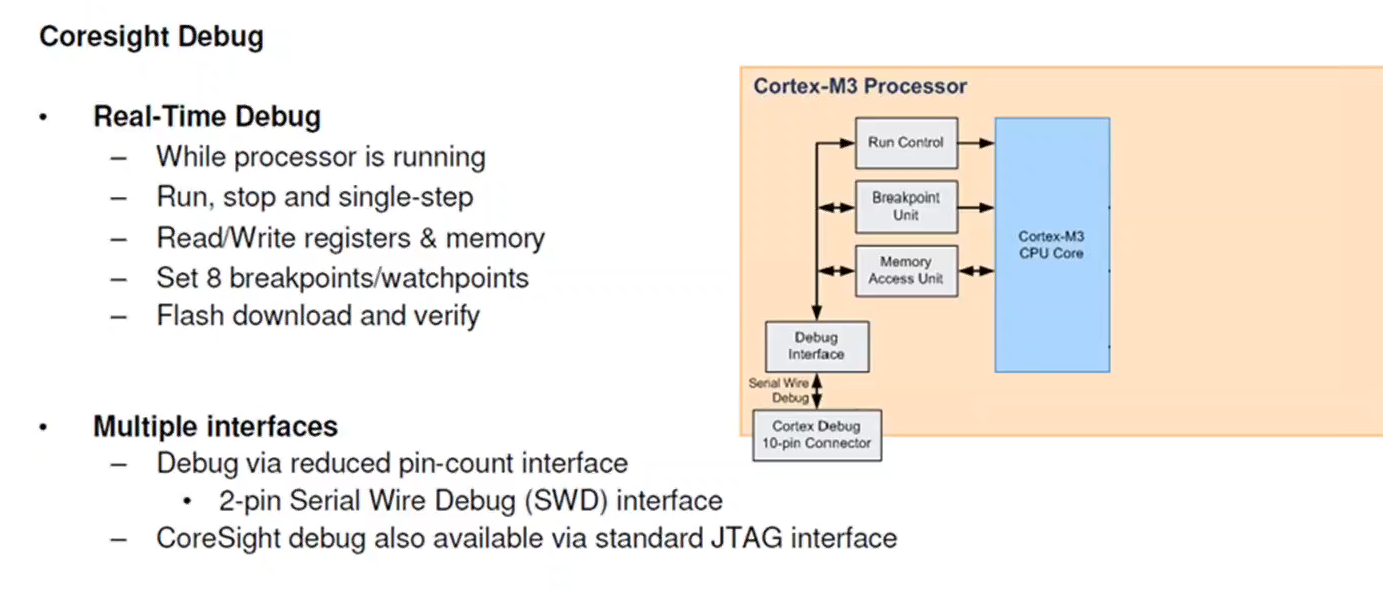 Coresight Debug
• Real-Time Debug
– While processor is running
– Run, stop and single-step
– Read/Write registers & memory
– Set 8 breakpoints/watchpoints
– Flash download and verify
• Multiple interfaces
– Debug via reduced pin-count interface
• 2-pin Serial Wire Debug (SWD) interface
– CoreSight debug also available via standard JTAG interface
Cortex-M3 Processor
Run Control
Breakpoint
Unit
Memory
Access Unit
Cortex-M3
CPU Core
Debug
Interface
Serial Wire
Debug
Cortex Debug
10-pin Connector